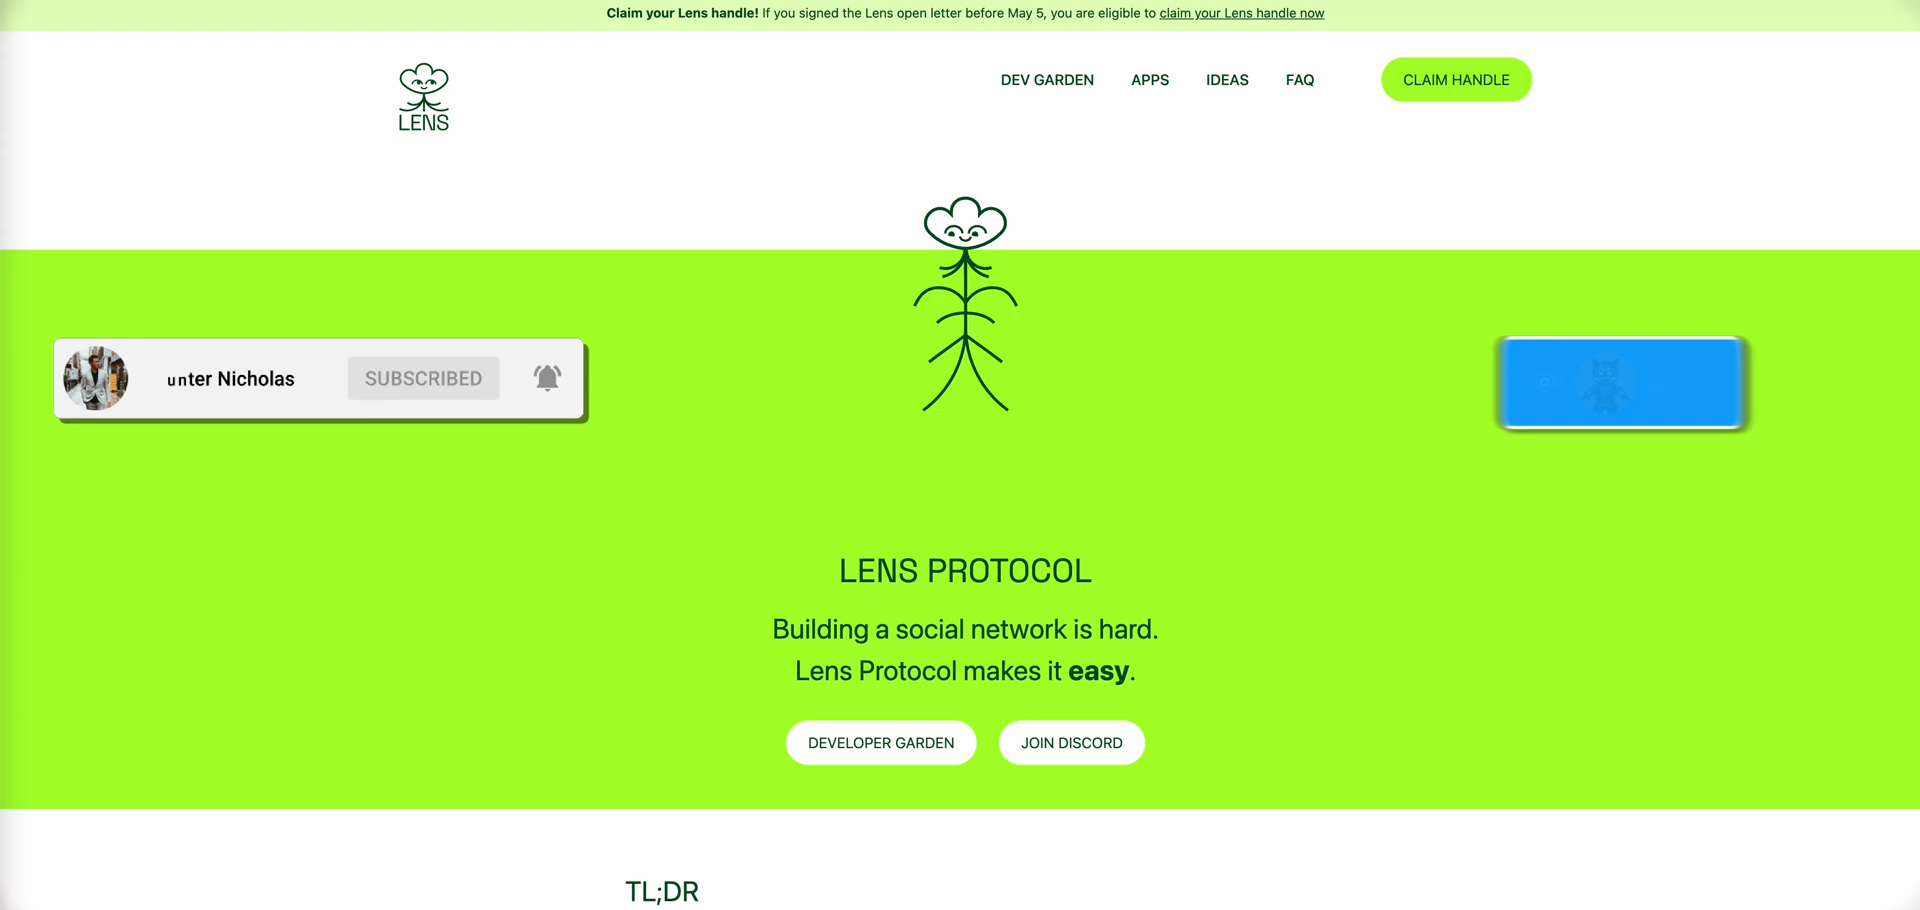 Claim your Lens handle! If you signed the Lens open letter before May 5, you are eligible to claim your Lens handle now
LENS
DEV GARDEN APPS IDEAS FAQ CLAIM HANDLE
unter Nicholas SUBSCRIBED
LENS PROTOCOL
Building a social network is hard.
Lens Protocol makes it easy.
DEVELOPER GARDEN JOIN DISCORD
TL;DR